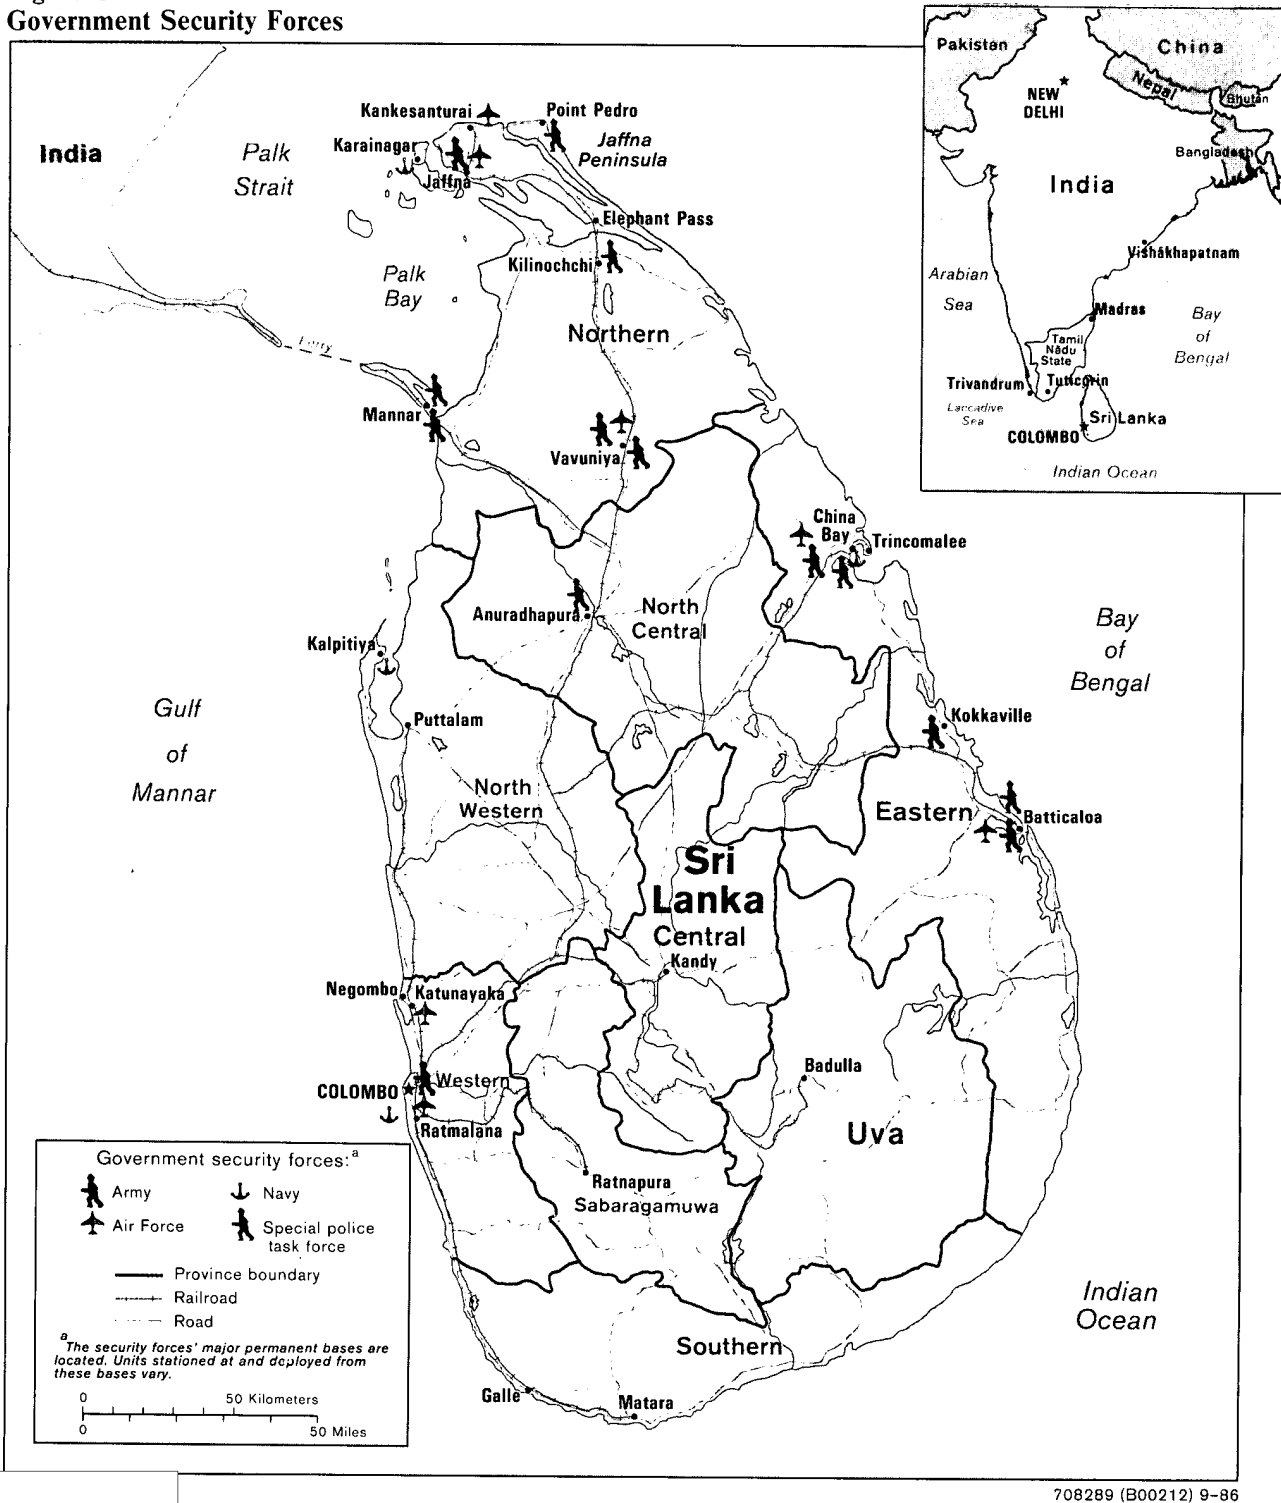 Government Security Forces
India
Palk
Strait
Kankesanturai
Point Pedro
Karainagar
Jaffna
Peninsula
Jaffna
Elephant Pass
Palk
Bay
Kilinochchi
Northern
Ferry
Mannar
Vavuniya
China
Bay
Trincomalee
Anuradhapura
North
Central
Kalpitiya
Bay
of
Bengal
Gulf
of
Mannar
Puttalam
Kokkaville
North
Western
Eastern
Batticaloa
Sri
Lanka
Central
Kandy
Negombo
Katunayaka
Badulla
COLOMBO
Western
Ratmalana
Uva
Ratnapura
Sabaragamuwa
Indian
Ocean
Southern
Galle
Matara
Pakistan
China
NEW
DELHI
Nepal
Bhutan
Bangladesh
India
Vishākhapatnam
Arabian
Sea
Madras
Bay
of
Bengal
Tamil
Nādu
State
Trivandrum
Tuticorin
Laccadive
Sea
Sri Lanka
COLOMBO
Indian Ocean
Government security forces:a
Army
Navy
Air Force
Special police
task force
Province boundary
Railroad
Road
a
The security forces' major permanent bases are
located. Units stationed at and deployed from
these bases vary.
0 50 Kilometers
0 50 Miles
708289 (B00212) 9-86